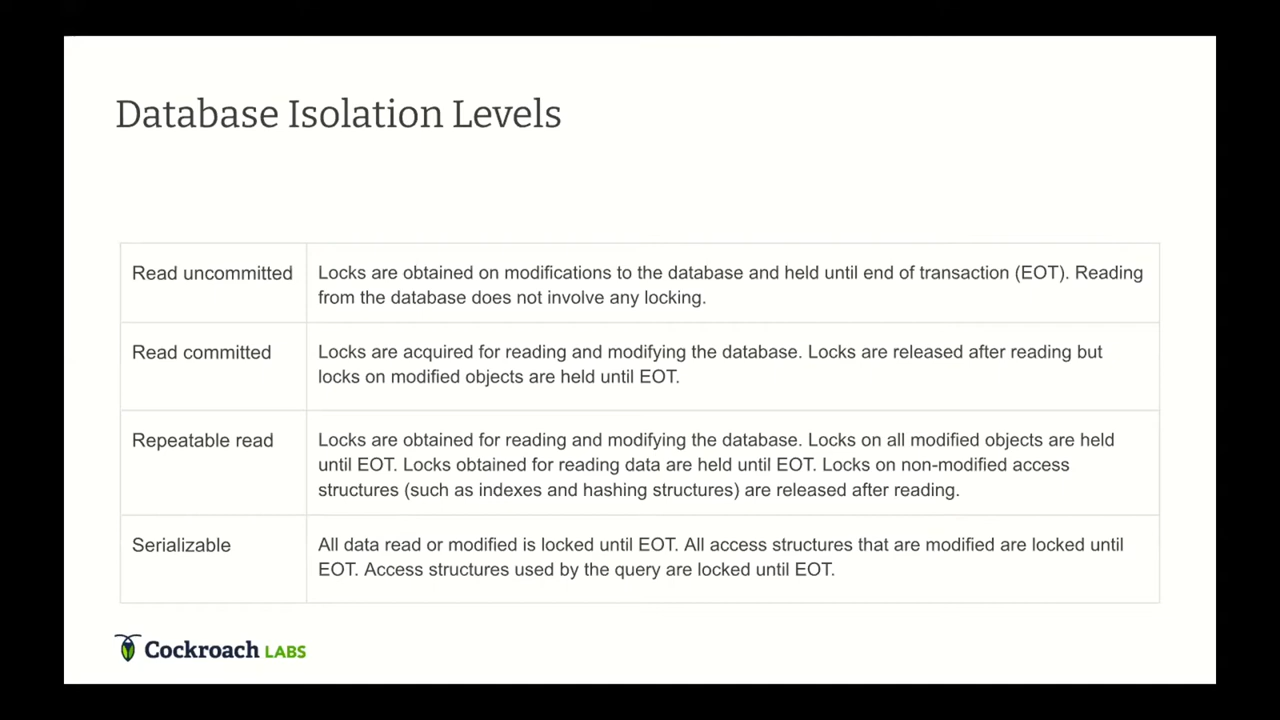 Database Isolation Levels
Read uncommitted
Locks are obtained on modifications to the database and held until end of transaction (EOT). Reading
from the database does not involve any locking.
Read committed
Locks are acquired for reading and modifying the database. Locks are released after reading but
locks on modified objects are held until EOT.
Repeatable read
Locks are obtained for reading and modifying the database. Locks on all modified objects are held
until EOT. Locks obtained for reading data are held until EOT. Locks on non-modified access
structures (such as indexes and hashing structures) are released after reading.
Serializable
All data read or modified is locked until EOT. All access structures that are modified are locked until
EOT. Access structures used by the query are locked until EOT.
Cockroach LABS